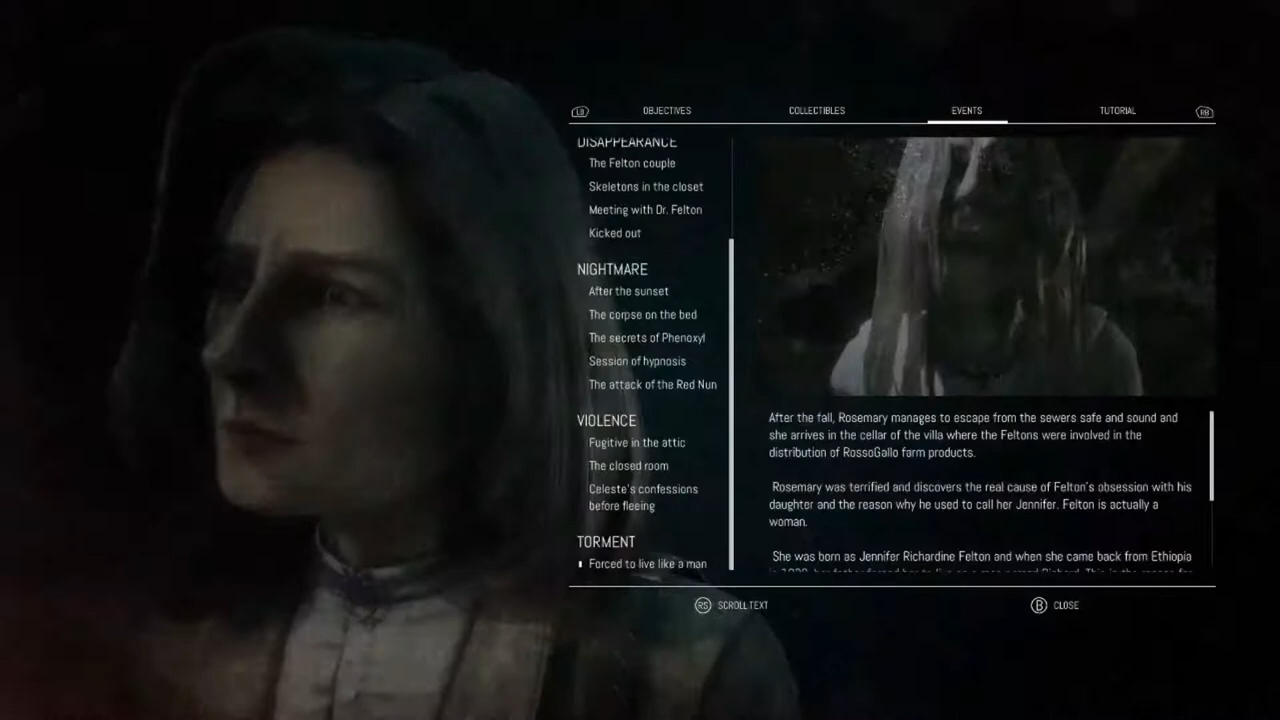 LB OBJECTIVES COLLECTIBLES EVENTS TUTORIAL RB
DISAPPEARANCE
The Felton couple
Skeletons in the closet
Meeting with Dr. Felton
Kicked out
NIGHTMARE
After the sunset
The corpse on the bed
The secrets of Phenoxyl
Session of hypnosis
The attack of the Red Nun
VIOLENCE
Fugitive in the attic
The closed room
Celeste's confessions
before fleeing
TORMENT
Forced to live like a man
After the fall, Rosemary manages to escape from the sewers safe and sound and
she arrives in the cellar of the villa where the Feltons were involved in the
distribution of RossoGallo farm products.
Rosemary was terrified and discovers the real cause of Felton's obsession with his
daughter and the reason why he used to call her Jennifer. Felton is actually a
woman.
She was born as Jennifer Richardine Felton and when she came back from Ethiopia
RS SCROLL TEXT
B CLOSE